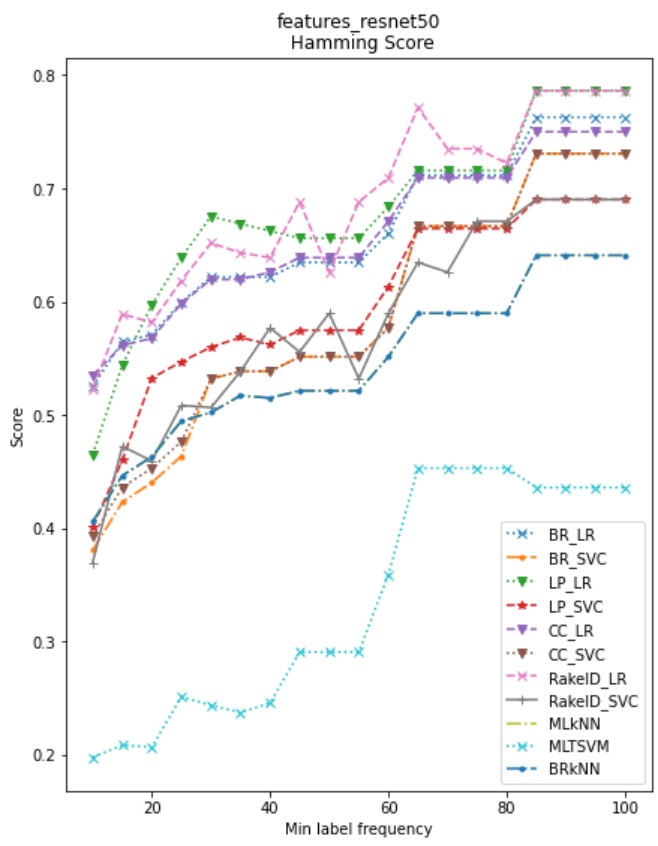 features_resnet50
Hamming Score
0.8
0.7
0.6
0.5
0.4
0.3
0.2
Score
BR_LR
BR_SVC
LP_LR
LP_SVC
CC_LR
CC_SVC
RakelD_LR
RakelD_SVC
MLkNN
MLTSVM
BRkNN
20 40 60 80 100
Min label frequency